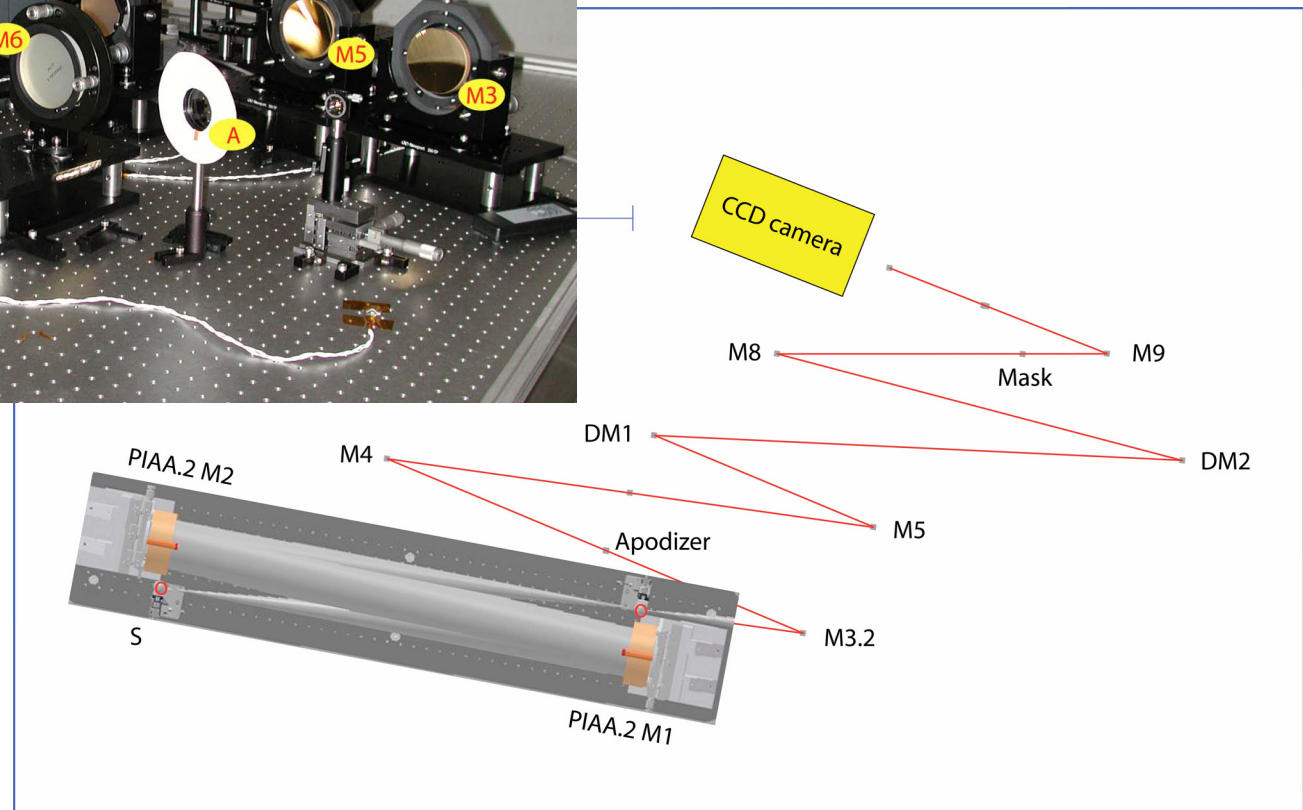 M6
M5
M3
A
CCD camera
M8
M9
Mask
DM1
M4
DM2
PIAA.2 M2
M5
Apodizer
S
M3.2
PIAA.2 M1